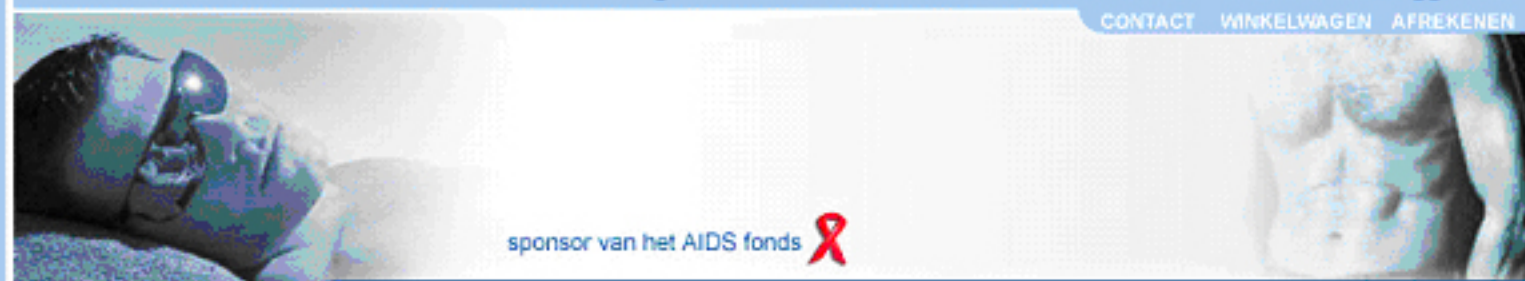 CONTACT WINKELWAGEN AFREKENEN
sponsor van het AIDS fonds